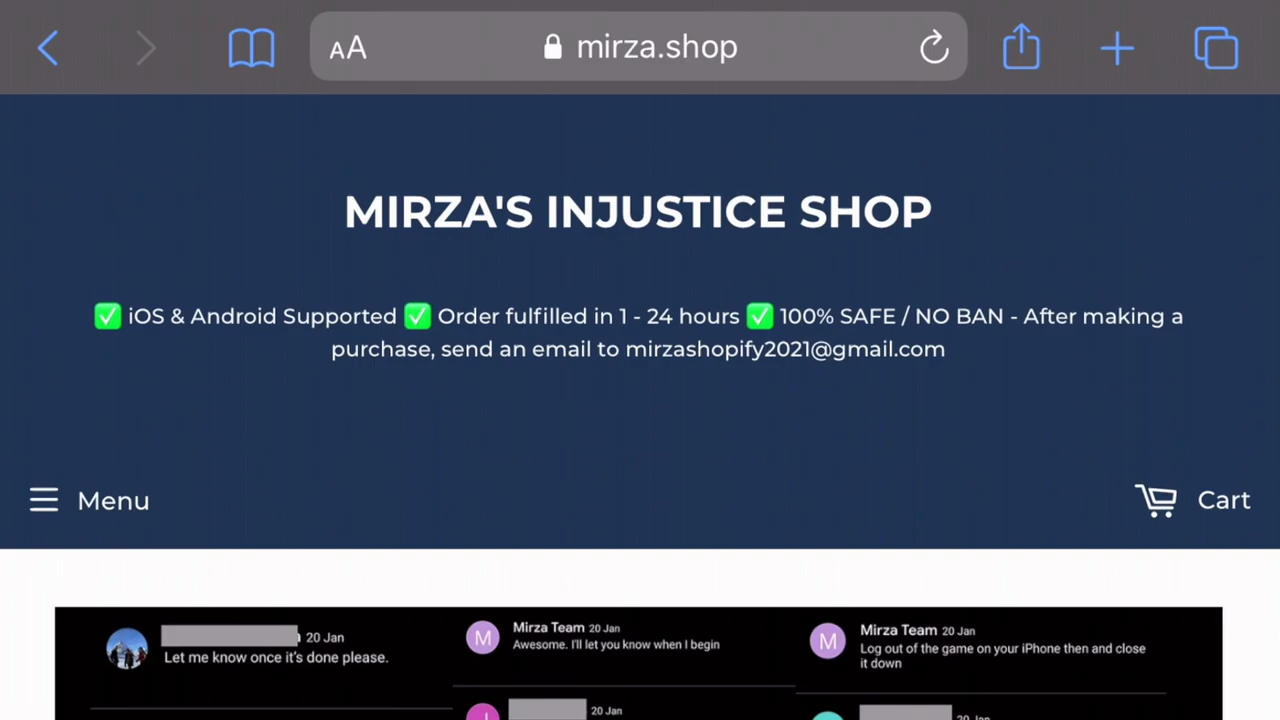 AA mirza.shop
MIRZA'S INJUSTICE SHOP
✅ iOS & Android Supported ✅ Order fulfilled in 1 - 24 hours ✅ 100% SAFE / NO BAN - After making a
purchase, send an email to mirzashopify2021@gmail.com
Menu
Cart
20 Jan
Let me know once it's done please.
M
Mirza Team 20 Jan
Awesome. I'll let you know when I begin
20 Jan
M
Mirza Team 20 Jan
Log out of the game on your iPhone then and close
it down
20 Jan